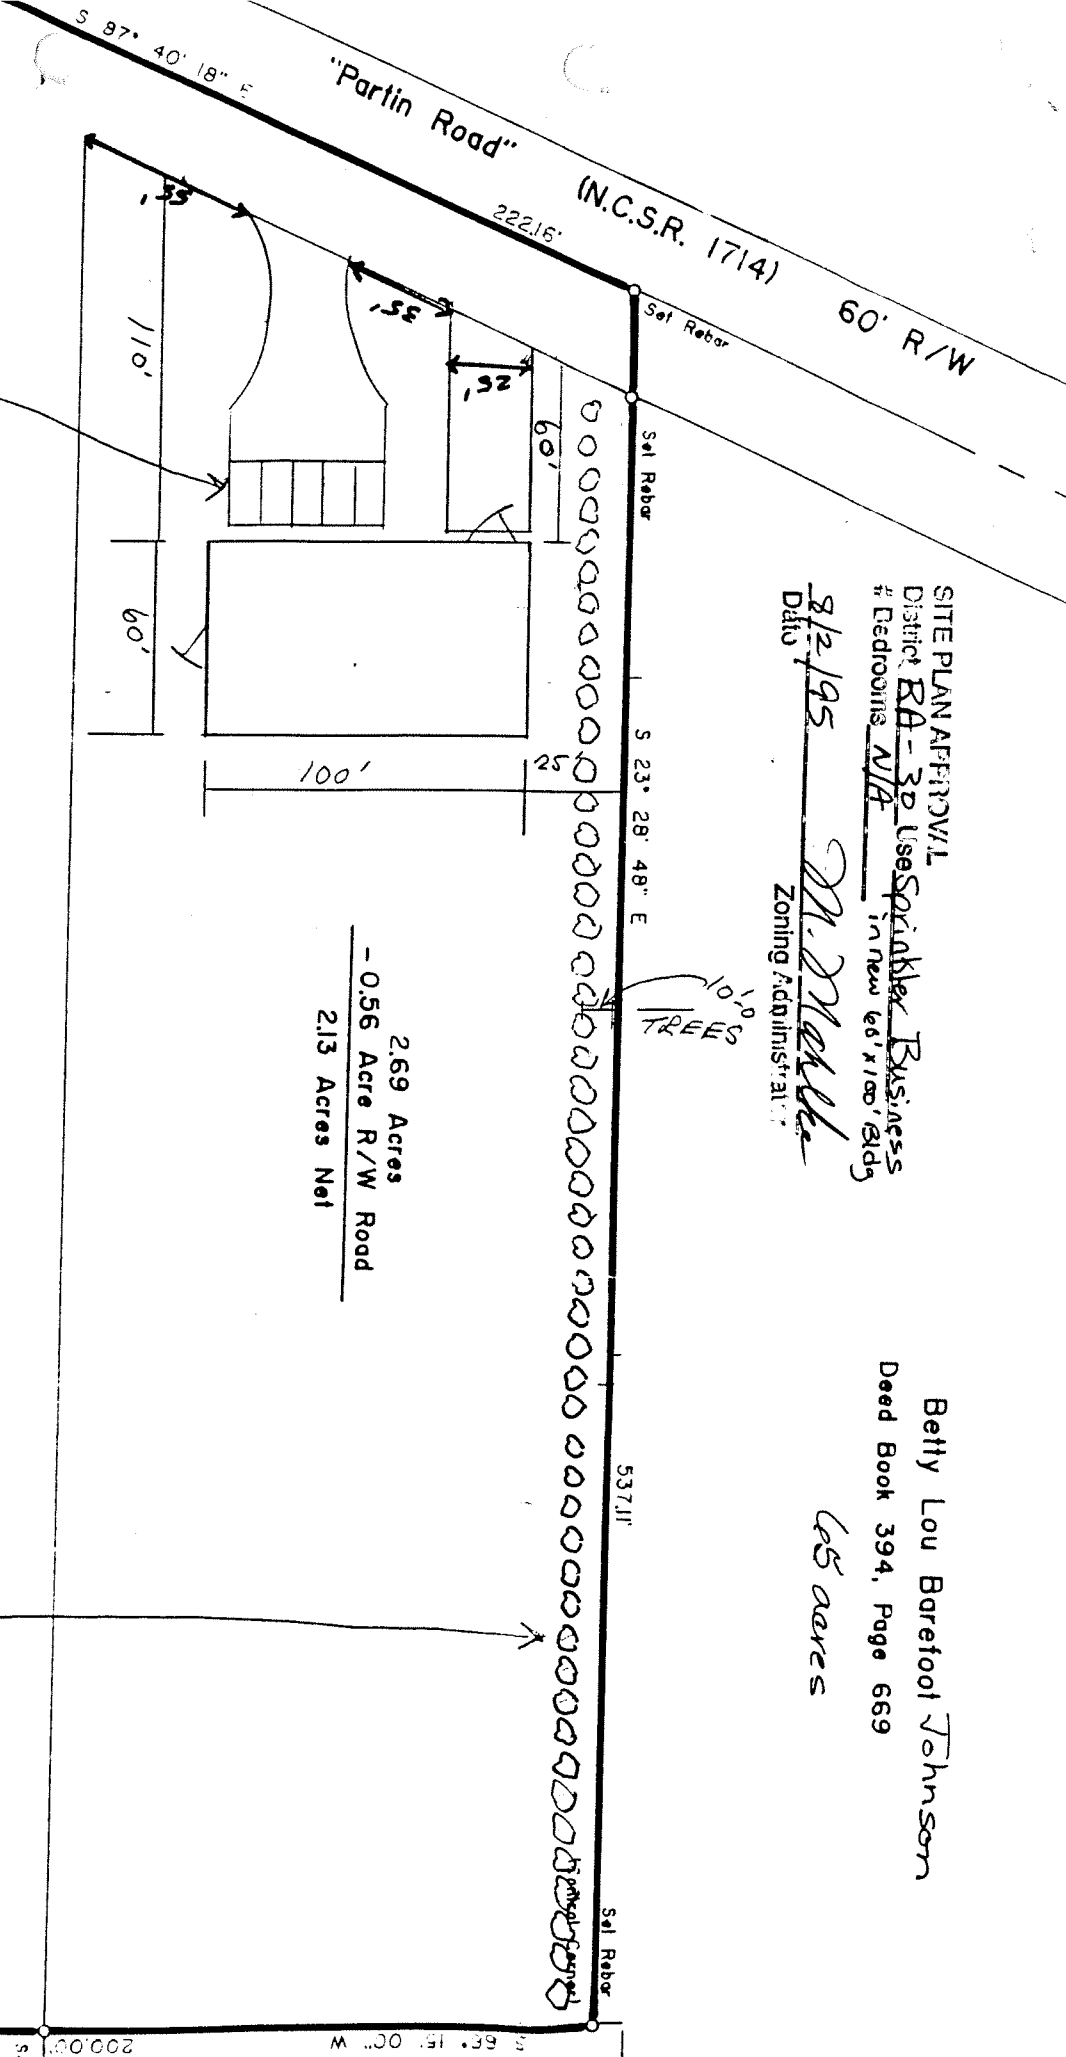 S 87° 40' 18" E
"Partin Road"
(N.C.S.R. 1714)
60' R/W
222.16'
Set Rebar
Set Rebar
35'
35'
25'
110'
60'
60'
100'
25'
SITE PLAN APPROVAL
District RA-30 Use Sprinkler Business
# Bedrooms N/A in new 60' x 100' Bldg
8/2/95
Date
Zoning Administrator
S 23° 28' 48" E
10'-0
TREES
2.69 Acres
- 0.56 Acre R/W Road
2.13 Acres Net
Betty Lou Barefoot Johnson
Deed Book 394, Page 669
65 acres
537.11'
Set Rebar
S 66° 15' 00" W
200.00'
S